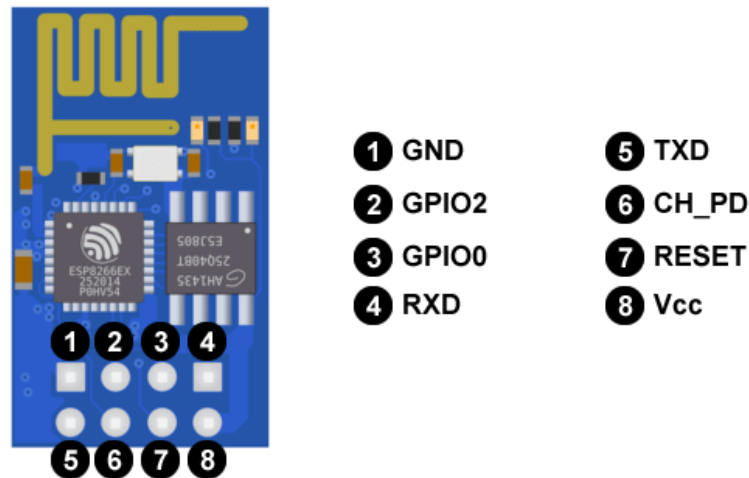 ESP8266EX
252014
P0HV54
AH1435
25Q40BT
E5J805
1 2 3 4
5 6 7 8
1 GND
2 GPIO2
3 GPIO0
4 RXD
5 TXD
6 CH_PD
7 RESET
8 Vcc